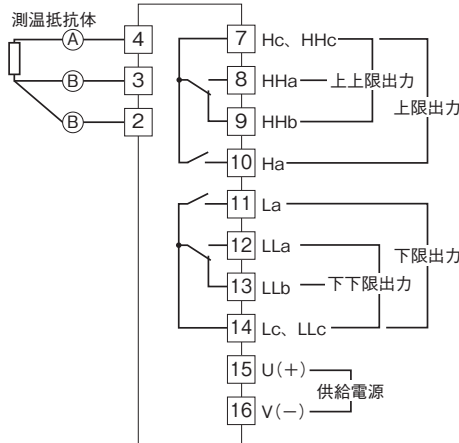 測温抵抗体
A 4
B 3
B 2
7 Hc、HHc
8 HHa 上上限出力
9 HHb
上限出力
10 Ha
11 La
12 LLa
下限出力
13 LLb 下下限出力
14 Lc、LLc
15 U(+)
供給電源
16 V(−)